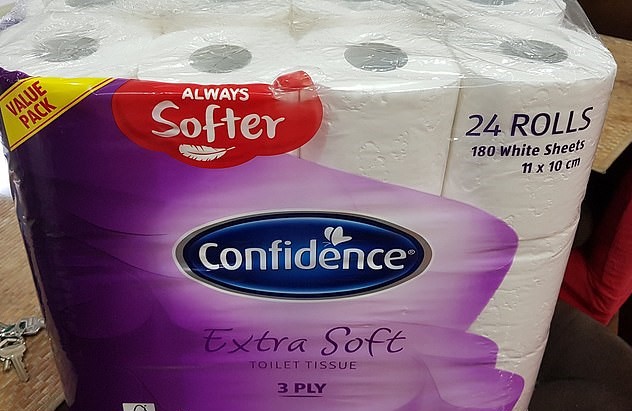 VALUE
PACK
ALWAYS
Softer
24 ROLLS
180 White Sheets
11 x 10 cm
Confidence®
Extra Soft
TOILET TISSUE
3 PLY